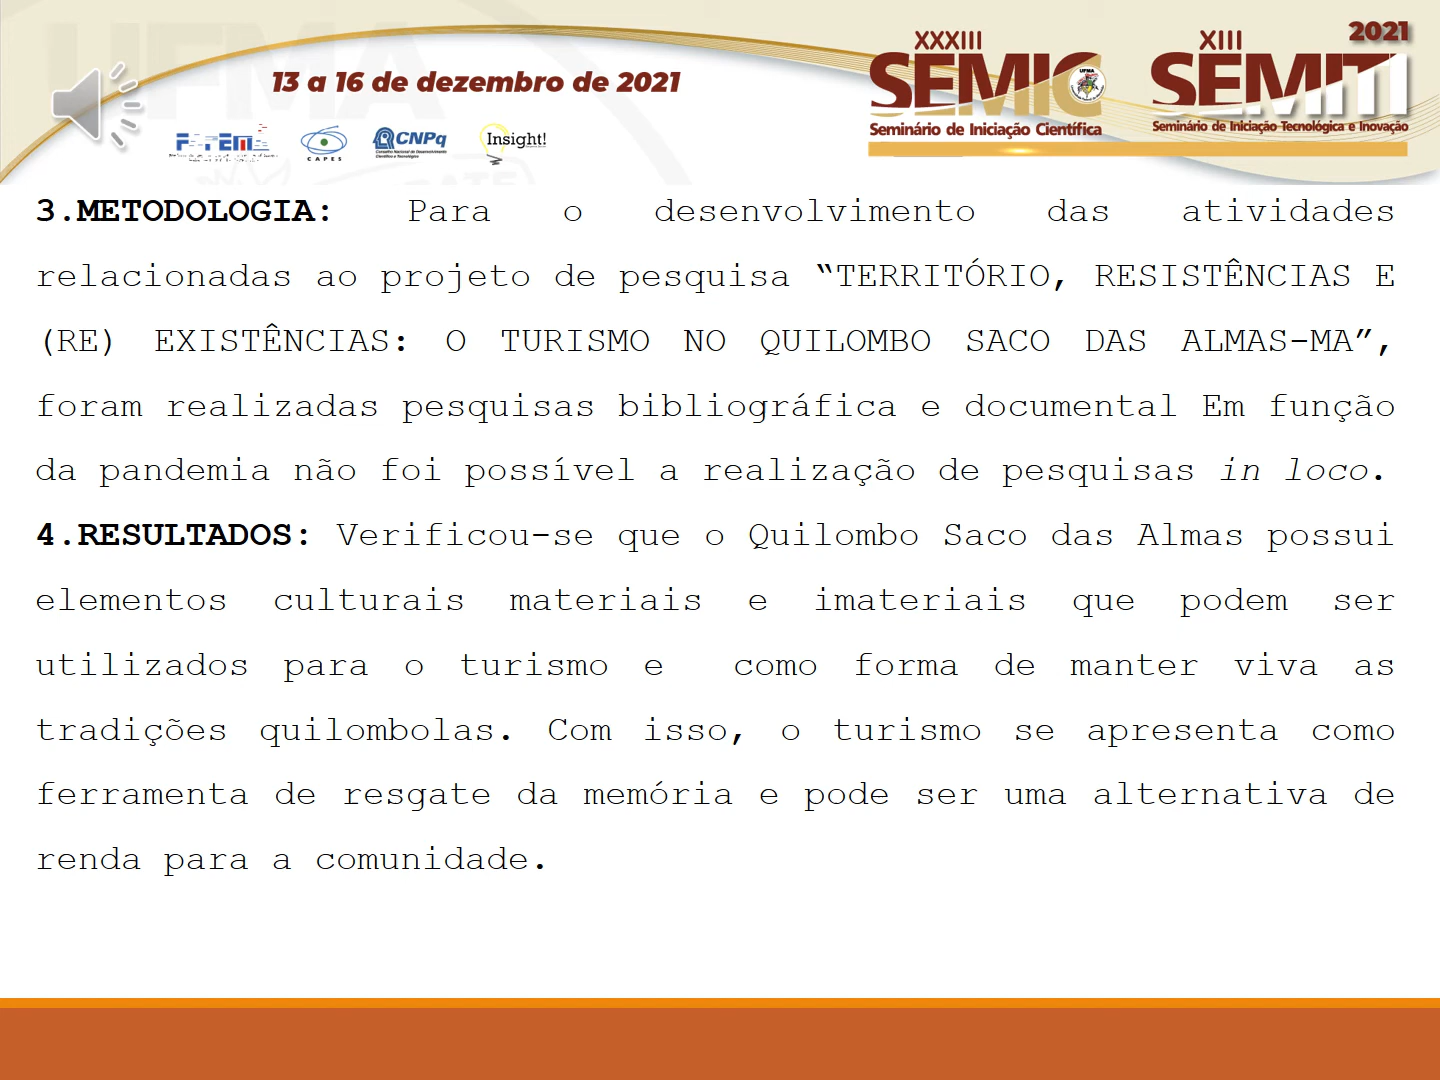 UFMA
13 a 16 de dezembro de 2021
CAPES
CNPq
Insight!
XXXIII
SEMIC
Seminário de Iniciação Científica
2021
XIII
SEMITI
Seminário de Iniciação Tecnológica e Inovação
3.METODOLOGIA: Para o desenvolvimento das atividades
relacionadas ao projeto de pesquisa “TERRITÓRIO, RESISTÊNCIAS E
(RE) EXISTÊNCIAS: O TURISMO NO QUILOMBO SACO DAS ALMAS-MA”,
foram realizadas pesquisas bibliográfica e documental Em função
da pandemia não foi possível a realização de pesquisas in loco.
4.RESULTADOS: Verificou-se que o Quilombo Saco das Almas possui
elementos culturais materiais e imateriais que podem ser
utilizados para o turismo e como forma de manter viva as
tradições quilombolas. Com isso, o turismo se apresenta como
ferramenta de resgate da memória e pode ser uma alternativa de
renda para a comunidade.